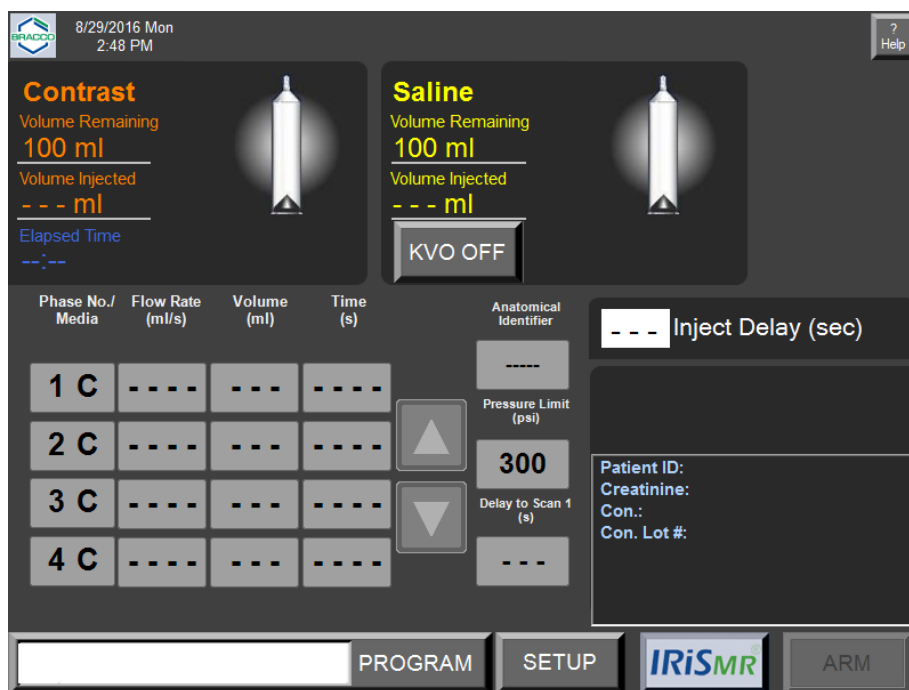 BRACCO
8/29/2016 Mon
2:48 PM
?
Help
Contrast
Volume Remaining
100 ml
Volume Injected
- - - ml
Elapsed Time
--:--
Saline
Volume Remaining
100 ml
Volume Injected
- - - ml
KVO OFF
Phase No./ Flow Rate Volume Time
Media (ml/s) (ml) (s)
1 C - - - - - - - - - - -
2 C - - - - - - - - - - -
3 C - - - - - - - - - - -
4 C - - - - - - - - - - -
Anatomical
Identifier
-----
Pressure Limit
(psi)
300
Delay to Scan 1
(s)
- - -
- - - Inject Delay (sec)
Patient ID:
Creatinine:
Con.:
Con. Lot #:
PROGRAM SETUP IRiSMR® ARM